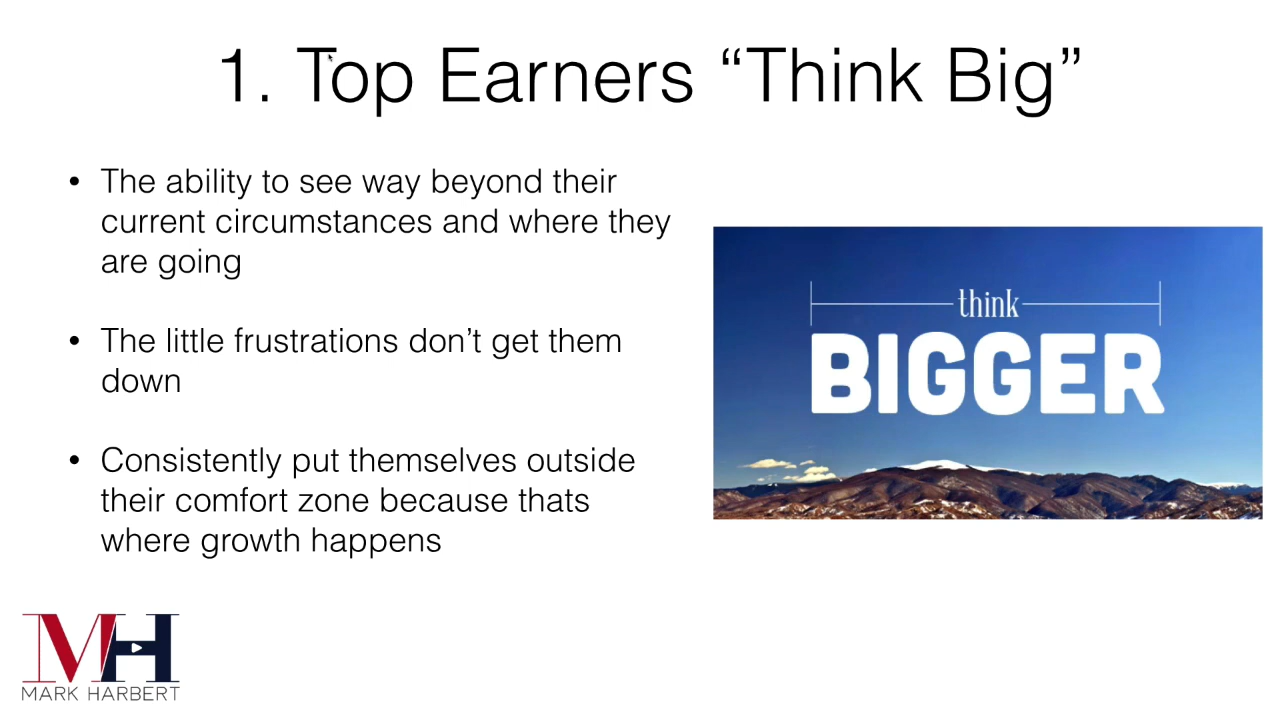 1. Top Earners “Think Big”
• The ability to see way beyond their
current circumstances and where they
are going
• The little frustrations don’t get them
down
• Consistently put themselves outside
their comfort zone because thats
where growth happens
think
BIGGER
MH
MARK HARBERT